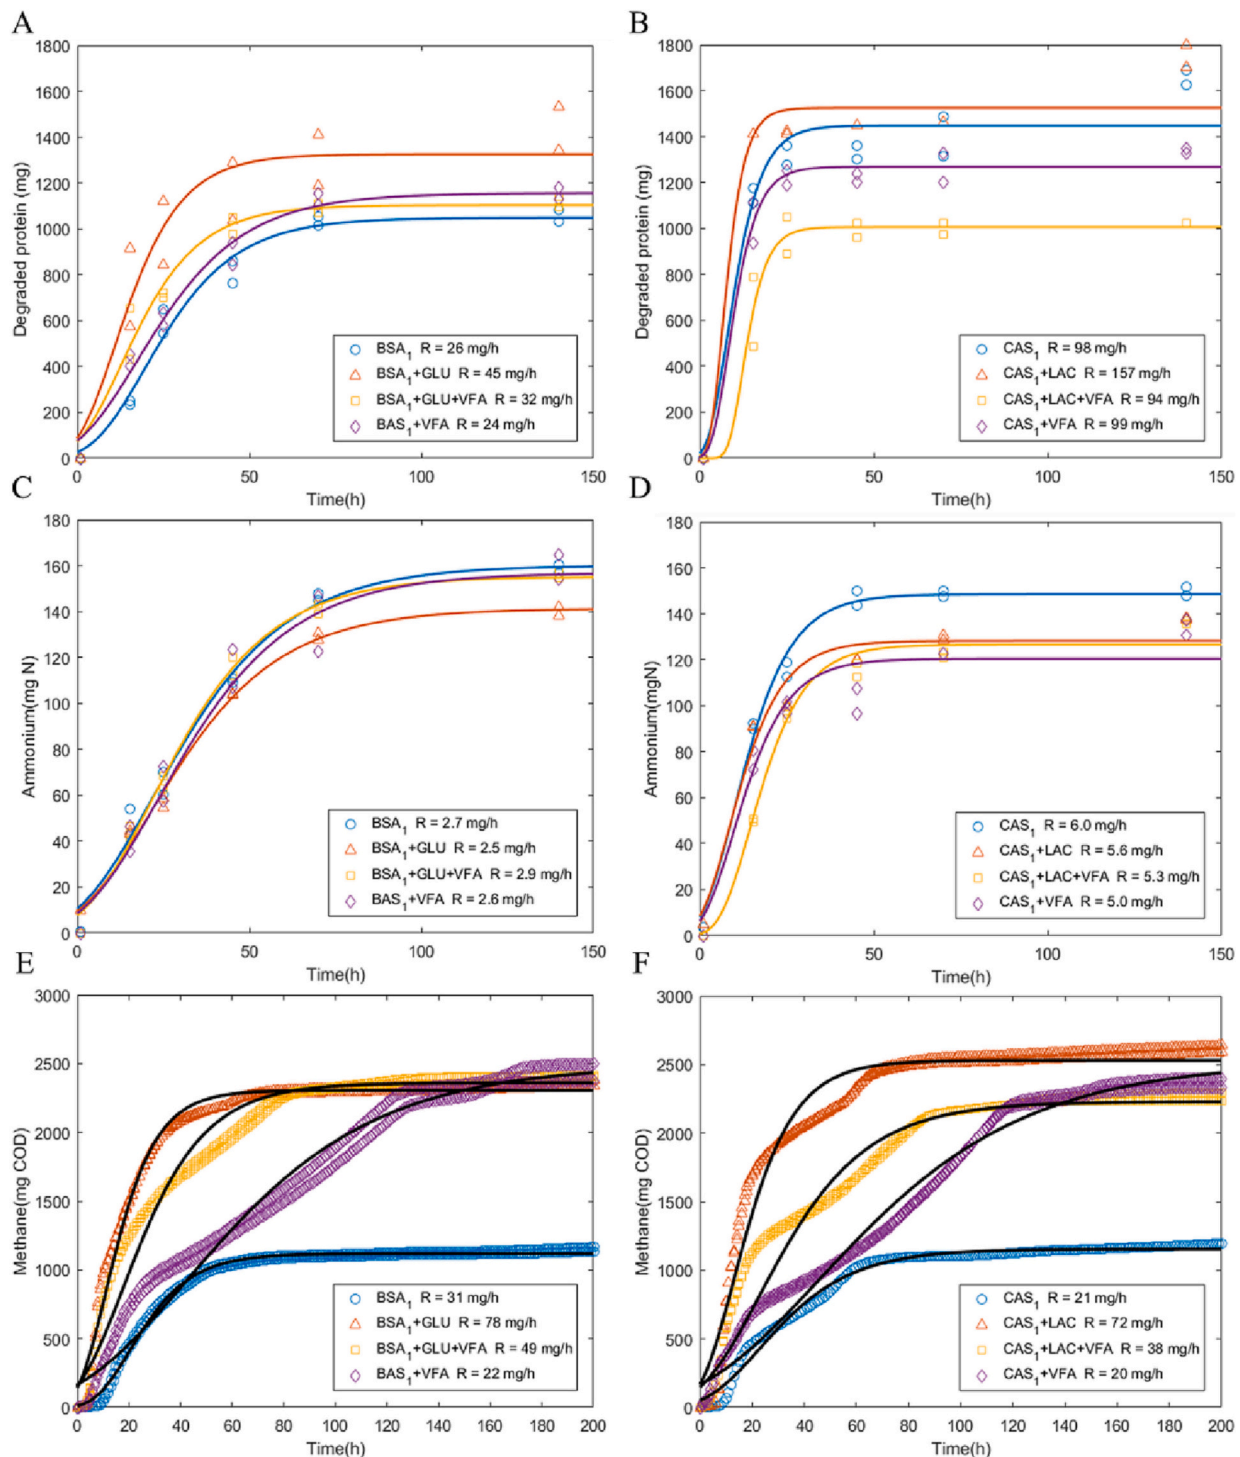 A
1800
1600
1400
1200
1000
800
600
400
200
0
0
50
100
150
Degraded protein (mg)
Time(h)
BSA1 R = 26 mg/h
BSA1+GLU R = 45 mg/h
BSA1+GLU+VFA R = 32 mg/h
BAS1+VFA R = 24 mg/h
B
1800
1600
1400
1200
1000
800
600
400
200
0
0
50
100
150
Degraded protein (mg)
Time(h)
CAS1 R = 98 mg/h
CAS1+LAC R = 157 mg/h
CAS1+LAC+VFA R = 94 mg/h
CAS1+VFA R = 99 mg/h
C
180
160
140
120
100
80
60
40
20
0
0
50
100
150
Ammonium(mg N)
Time(h)
BSA1 R = 2.7 mg/h
BSA1+GLU R = 2.5 mg/h
BSA1+GLU+VFA R = 2.9 mg/h
BAS1+VFA R = 2.6 mg/h
D
180
160
140
120
100
80
60
40
20
0
0
50
100
150
Ammonium(mgN)
Time(h)
CAS1 R = 6.0 mg/h
CAS1+LAC R = 5.6 mg/h
CAS1+LAC+VFA R = 5.3 mg/h
CAS1+VFA R = 5.0 mg/h
E
3000
2500
2000
1500
1000
500
0
0
20
40
60
80
100
120
140
160
180
200
Methane(mg COD)
Time(h)
BSA1 R = 31 mg/h
BSA1+GLU R = 78 mg/h
BSA1+GLU+VFA R = 49 mg/h
BAS1+VFA R = 22 mg/h
F
3000
2500
2000
1500
1000
500
0
0
20
40
60
80
100
120
140
160
180
200
Methane(mg COD)
Time(h)
CAS1 R = 21 mg/h
CAS1+LAC R = 72 mg/h
CAS1+LAC+VFA R = 38 mg/h
CAS1+VFA R = 20 mg/h